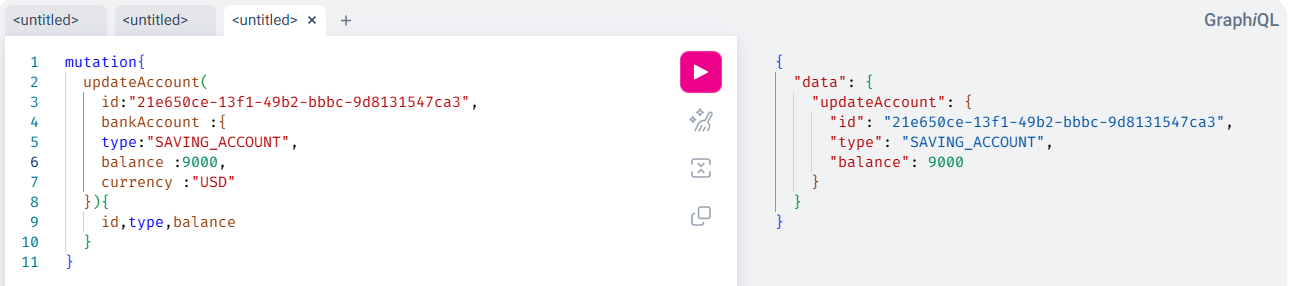 <untitled> <untitled> <untitled> × + GraphiQL
1 mutation{
2 updateAccount(
3 id:"21e650ce-13f1-49b2-bbbc-9d8131547ca3",
4 bankAccount :{
5 type:"SAVING_ACCOUNT",
6 balance :9000,
7 currency :"USD"
8 }){
9 id,type,balance
10 }
11 }
{
"data": {
"updateAccount": {
"id": "21e650ce-13f1-49b2-bbbc-9d8131547ca3",
"type": "SAVING_ACCOUNT",
"balance": 9000
}
}
}